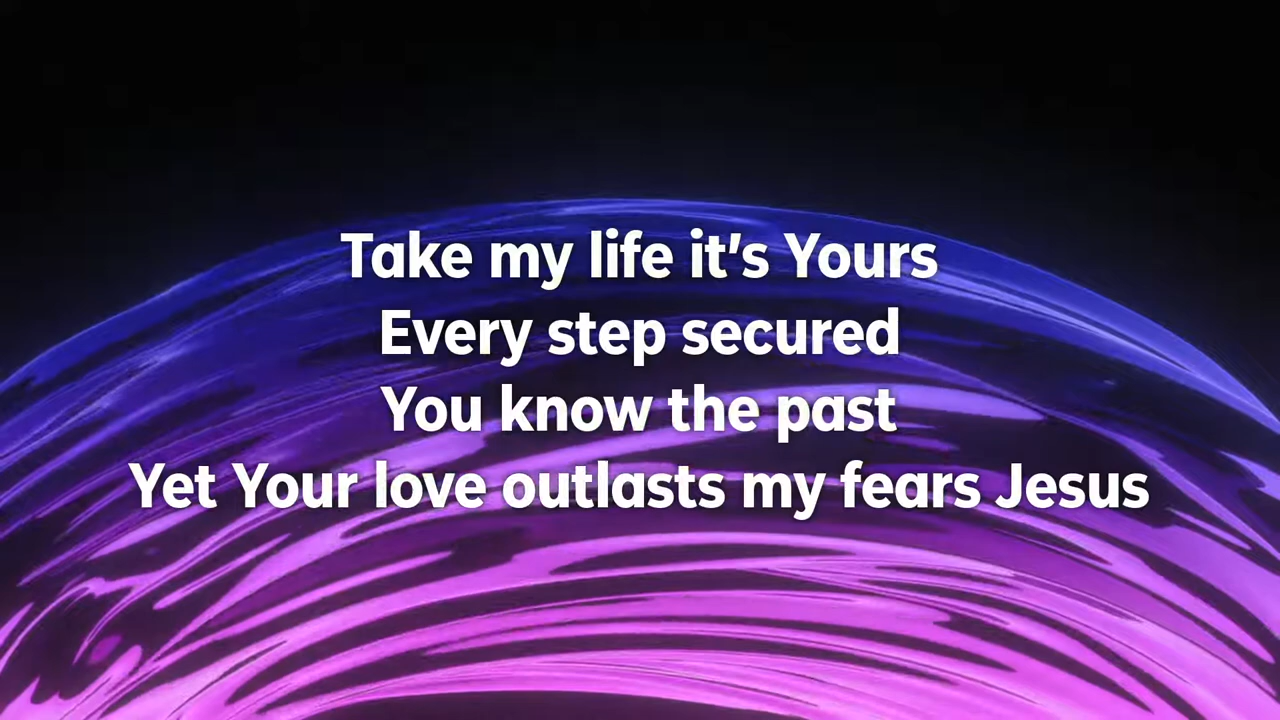 Take my life it's Yours
Every step secured
You know the past
Yet Your love outlasts my fears Jesus